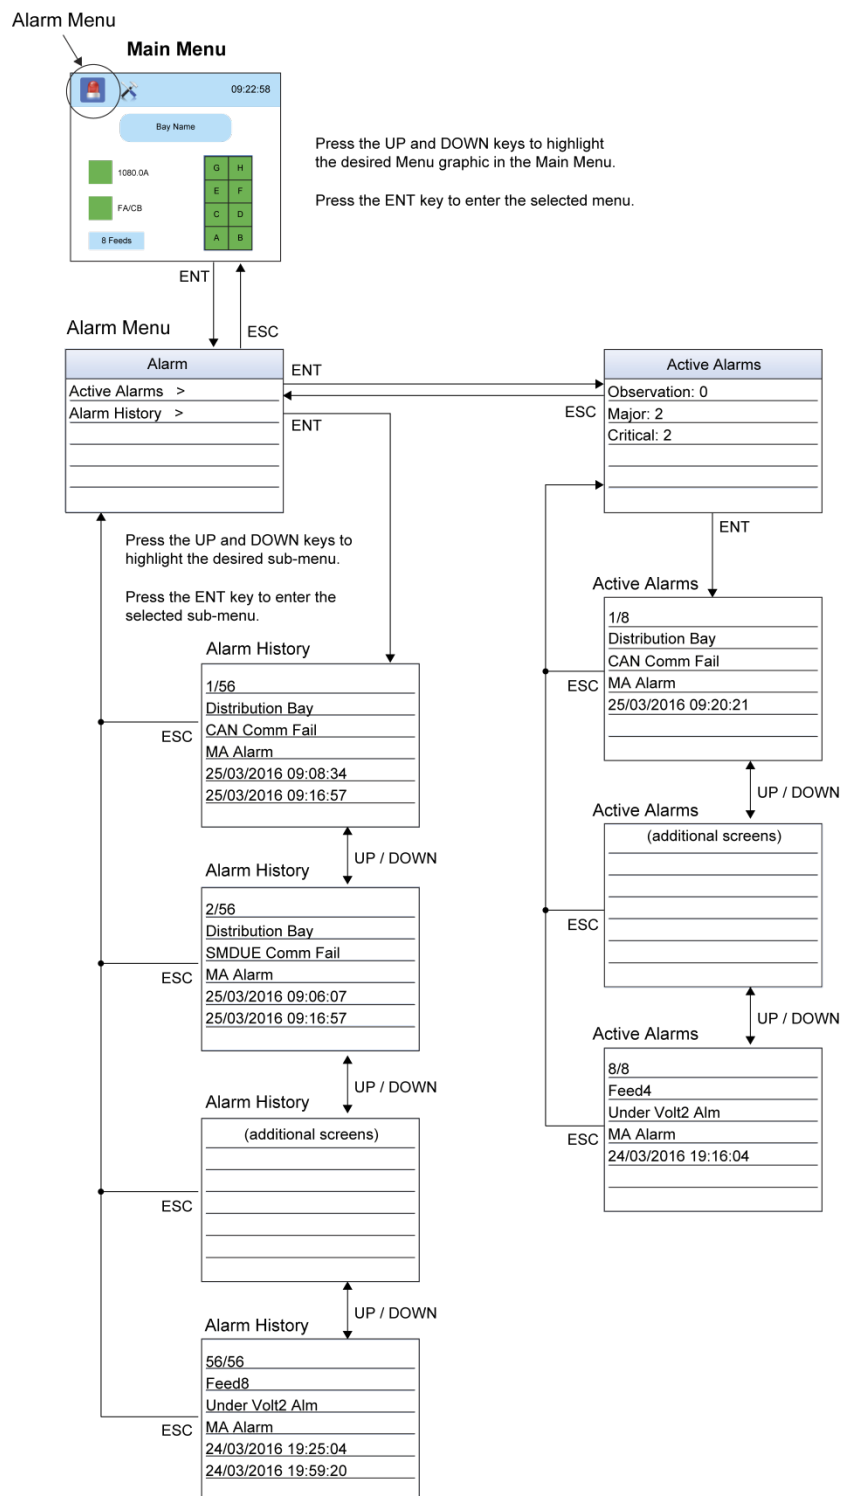 Alarm Menu
Main Menu
09:22:58
Bay Name
1080.0A
FA/CB
8 Feeds
G H
E F
C D
A B
Press the UP and DOWN keys to highlight
the desired Menu graphic in the Main Menu.
Press the ENT key to enter the selected menu.
ENT
ESC
Alarm Menu
Alarm
Active Alarms >
Alarm History >
ENT
ENT
ESC
Active Alarms
Observation: 0
Major: 2
Critical: 2
ENT
Press the UP and DOWN keys to
highlight the desired sub-menu.
Press the ENT key to enter the
selected sub-menu.
Alarm History
1/56
Distribution Bay
CAN Comm Fail
MA Alarm
25/03/2016 09:08:34
25/03/2016 09:16:57
ESC
UP / DOWN
Alarm History
2/56
Distribution Bay
SMDUE Comm Fail
MA Alarm
25/03/2016 09:06:07
25/03/2016 09:16:57
ESC
UP / DOWN
Alarm History
(additional screens)
ESC
UP / DOWN
Alarm History
56/56
Feed8
Under Volt2 Alm
MA Alarm
24/03/2016 19:25:04
24/03/2016 19:59:20
ESC
Active Alarms
1/8
Distribution Bay
CAN Comm Fail
MA Alarm
25/03/2016 09:20:21
ESC
UP / DOWN
Active Alarms
(additional screens)
ESC
UP / DOWN
Active Alarms
8/8
Feed4
Under Volt2 Alm
MA Alarm
24/03/2016 19:16:04
ESC